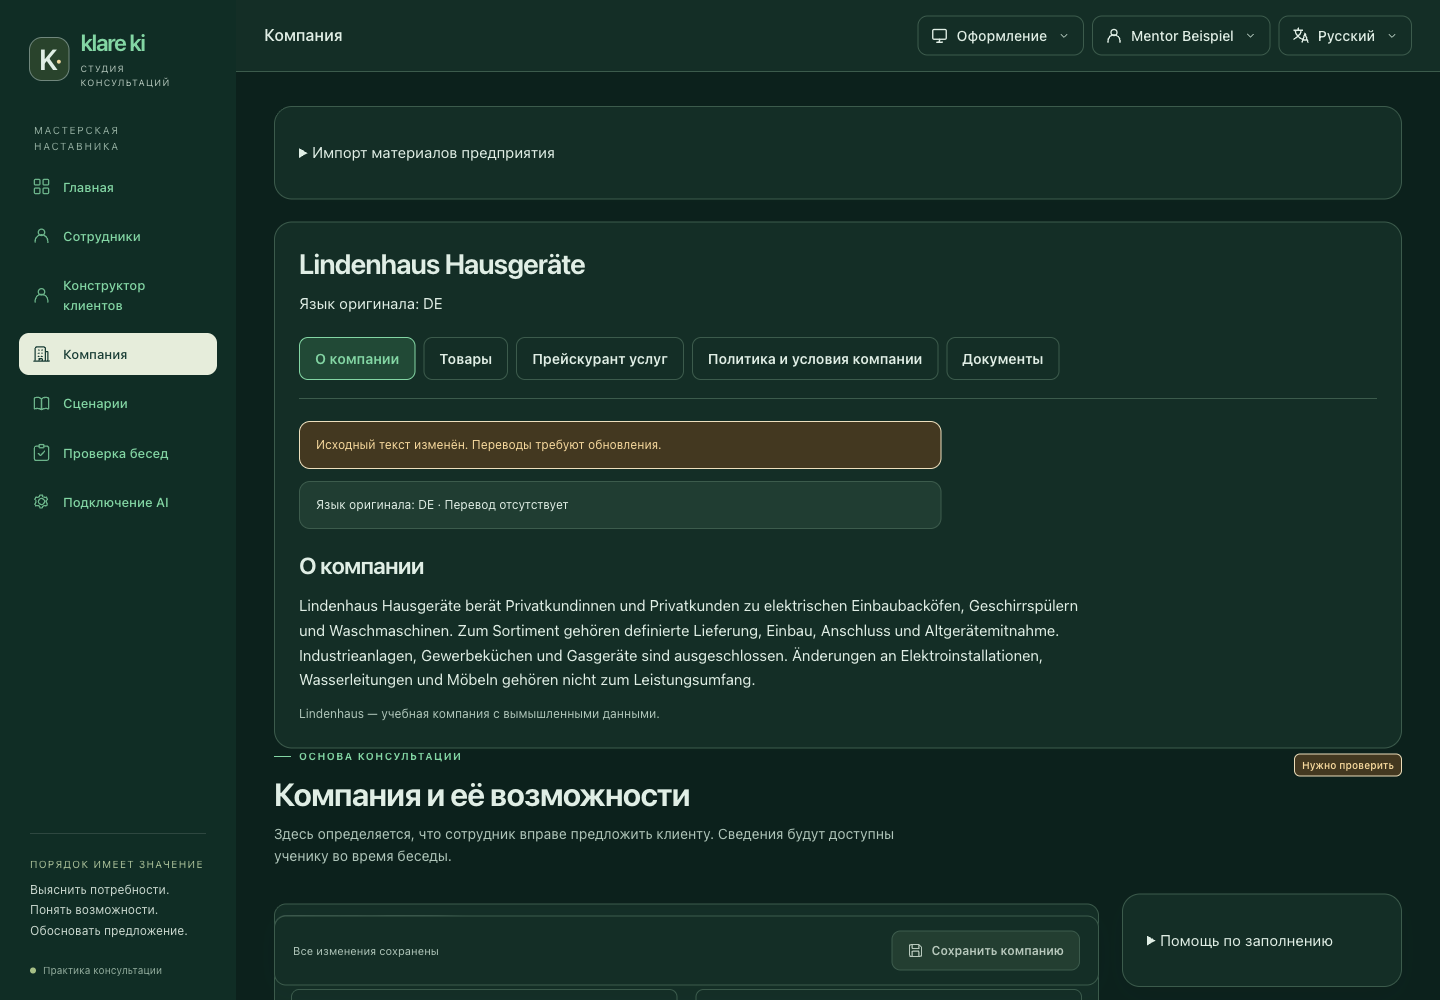 K
klare ki
СТУДИЯ
КОНСУЛЬТАЦИЙ
МАСТЕРСКАЯ
НАСТАВНИКА
Главная
Сотрудники
Конструктор
клиентов
Компания
Сценарии
Проверка бесед
Подключение AI
ПОРЯДОК ИМЕЕТ ЗНАЧЕНИЕ
Выяснить потребности.
Понять возможности.
Обосновать предложение.
Практика консультации
Компания
Оформление
Mentor Beispiel
Русский
Импорт материалов предприятия
Lindenhaus Hausgeräte
Язык оригинала: DE
О компании
Товары
Прейскурант услуг
Политика и условия компании
Документы
Исходный текст изменён. Переводы требуют обновления.
Язык оригинала: DE · Перевод отсутствует
О компании
Lindenhaus Hausgeräte berät Privatkundinnen und Privatkunden zu elektrischen Einbaubacköfen, Geschirrspülern
und Waschmaschinen. Zum Sortiment gehören definierte Lieferung, Einbau, Anschluss und Altgerätemitnahme.
Industrieanlagen, Gewerbeküchen und Gasgeräte sind ausgeschlossen. Änderungen an Elektroinstallationen,
Wasserleitungen und Möbeln gehören nicht zum Leistungsumfang.
Lindenhaus — учебная компания с вымышленными данными.
ОСНОВА КОНСУЛЬТАЦИИ
Нужно проверить
Компания и её возможности
Здесь определяется, что сотрудник вправе предложить клиенту. Сведения будут доступны
ученику во время беседы.
Все изменения сохранены
Сохранить компанию
Помощь по заполнению